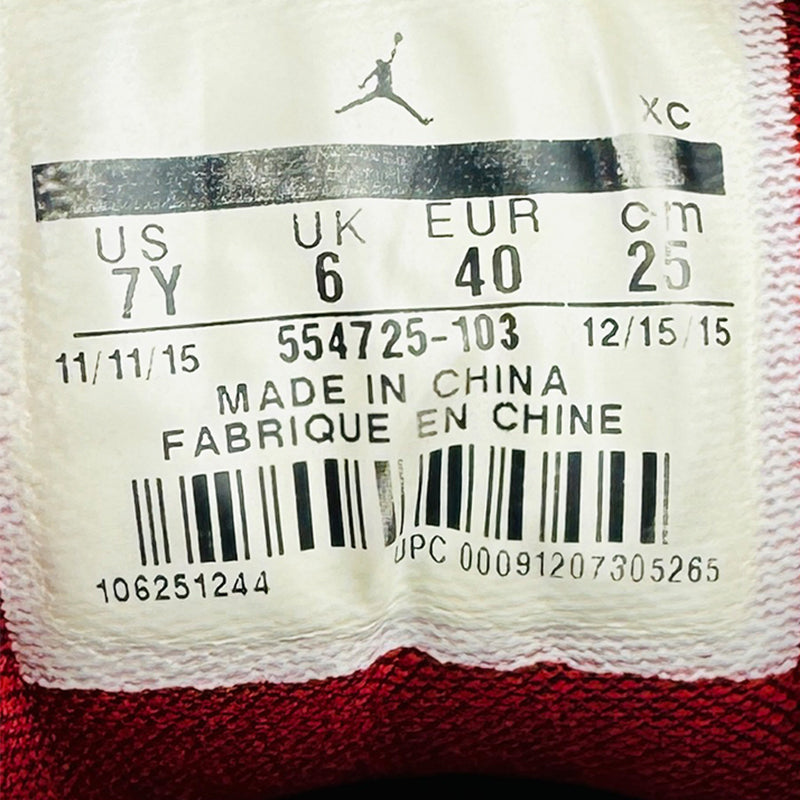 XC
US UK EUR cm
7Y 6 40 25
11/11/15 554725-103 12/15/15
MADE IN CHINA
FABRIQUE EN CHINE
106251244 UPC 00091207305265